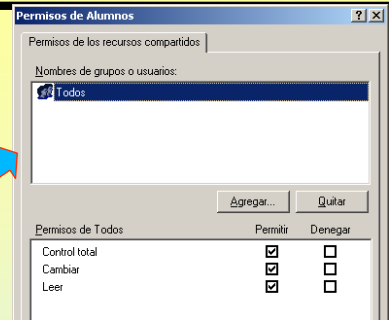 Permisos de Alumnos
Permisos de los recursos compartidos
Nombres de grupos o usuarios:
Todos
Agregar... Quitar
Permisos de Todos Permitir Denegar
Control total
Cambiar
Leer